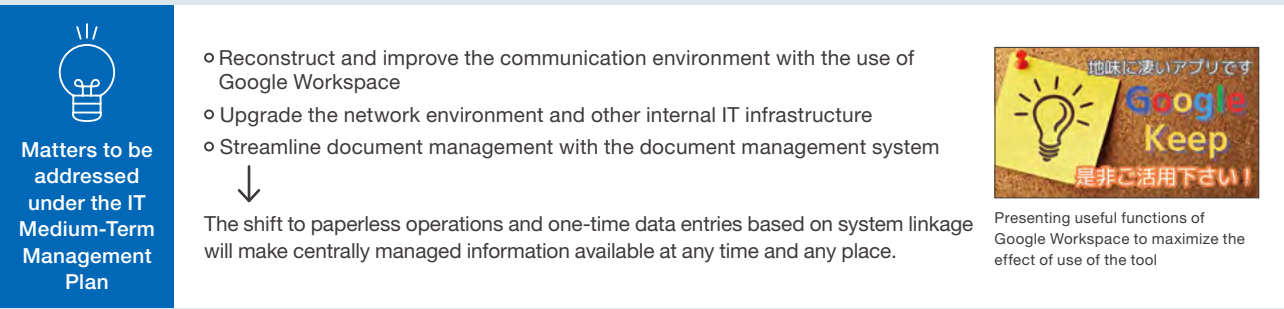 Matters to be
addressed
under the IT
Medium-Term
Management
Plan
Reconstruct and improve the communication environment with the use of
Google Workspace
Upgrade the network environment and other internal IT infrastructure
Streamline document management with the document management system
The shift to paperless operations and one-time data entries based on system linkage
will make centrally managed information available at any time and any place.
地味に凄いアプリです
Google
Keep
是非ご活用下さい!
Presenting useful functions of
Google Workspace to maximize the
effect of use of the tool